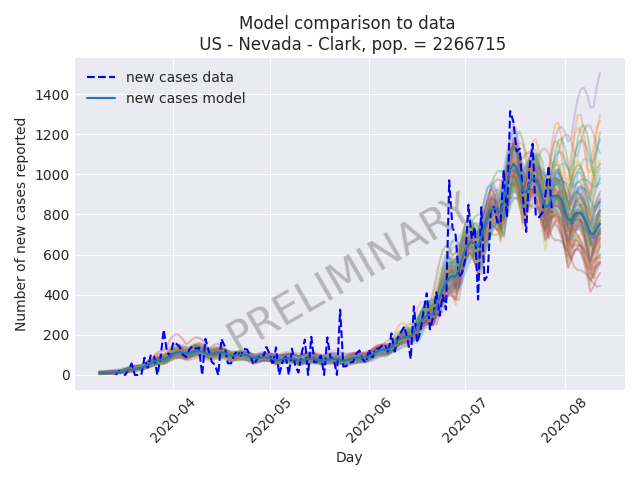 Model comparison to data
US - Nevada - Clark, pop. = 2266715
new cases data
new cases model
Number of new cases reported
1400
1200
1000
800
600
400
200
0
PRELIMINARY
2020-04
2020-05
2020-06
2020-07
2020-08
Day